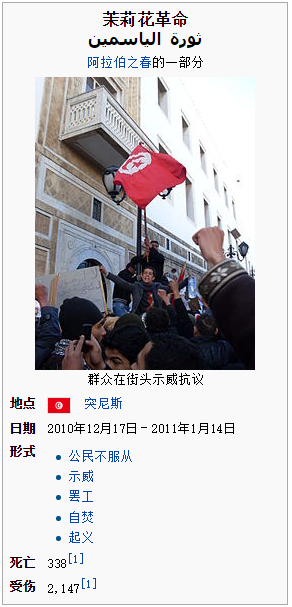 茉莉花革命
ثورة الياسمين
阿拉伯之春的一部分
群众在街头示威抗议
地点 突尼斯
日期 2010年12月17日－2011年1月14日
形式
公民不服从
示威
罢工
自焚
起义
死亡 338[1]
受伤 2,147[1]